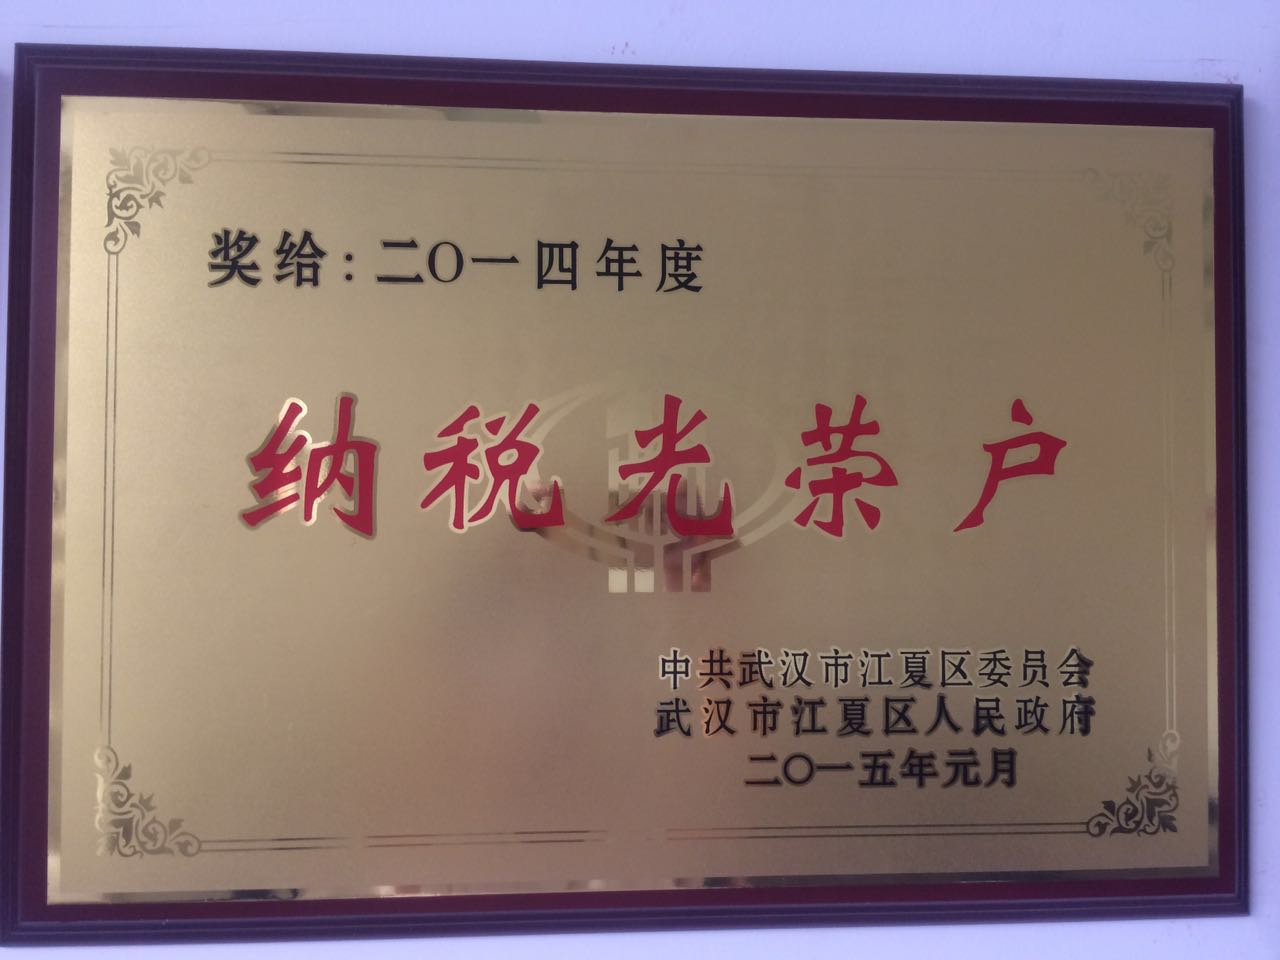 奖给：二〇一四年度
纳税光荣户
中共武汉市江夏区委员会
武汉市江夏区人民政府
二〇一五年元月